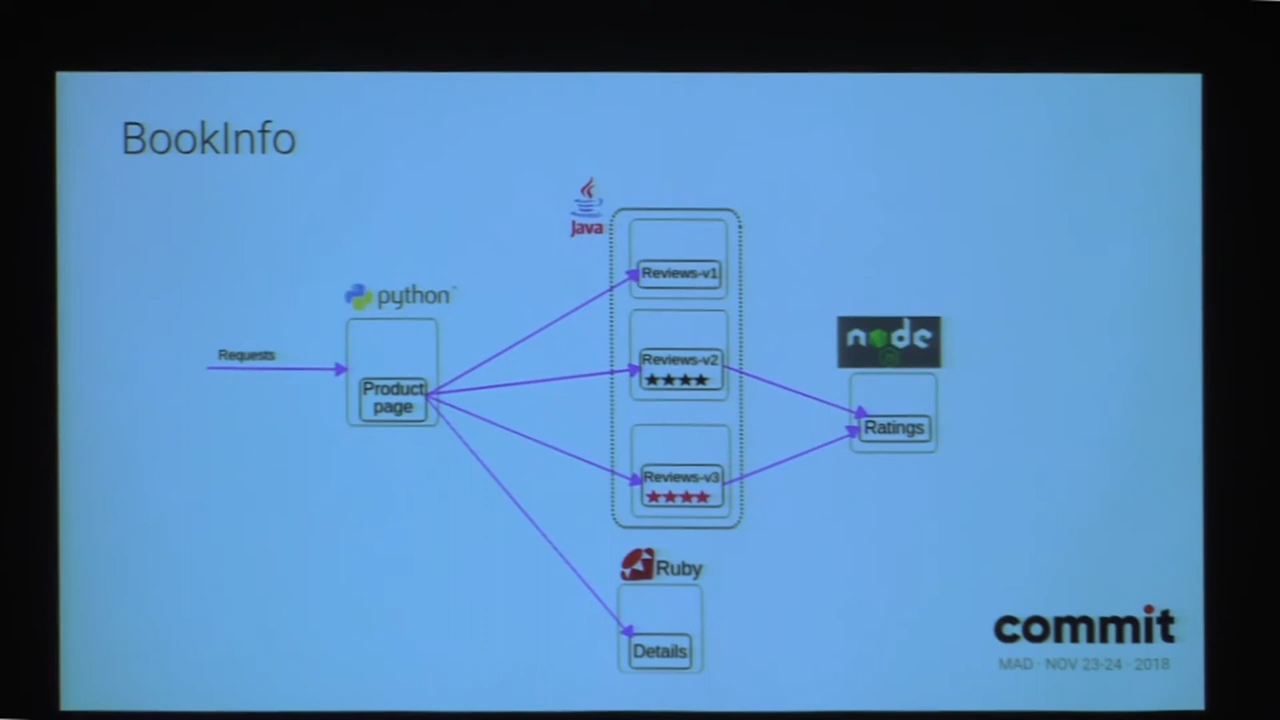 BookInfo
Java
Reviews-v1
python
node
JS
Requests
Reviews-v2
Product
page
Ratings
Reviews-v3
Ruby
Details
commit
MAD · NOV 23-24 · 2018